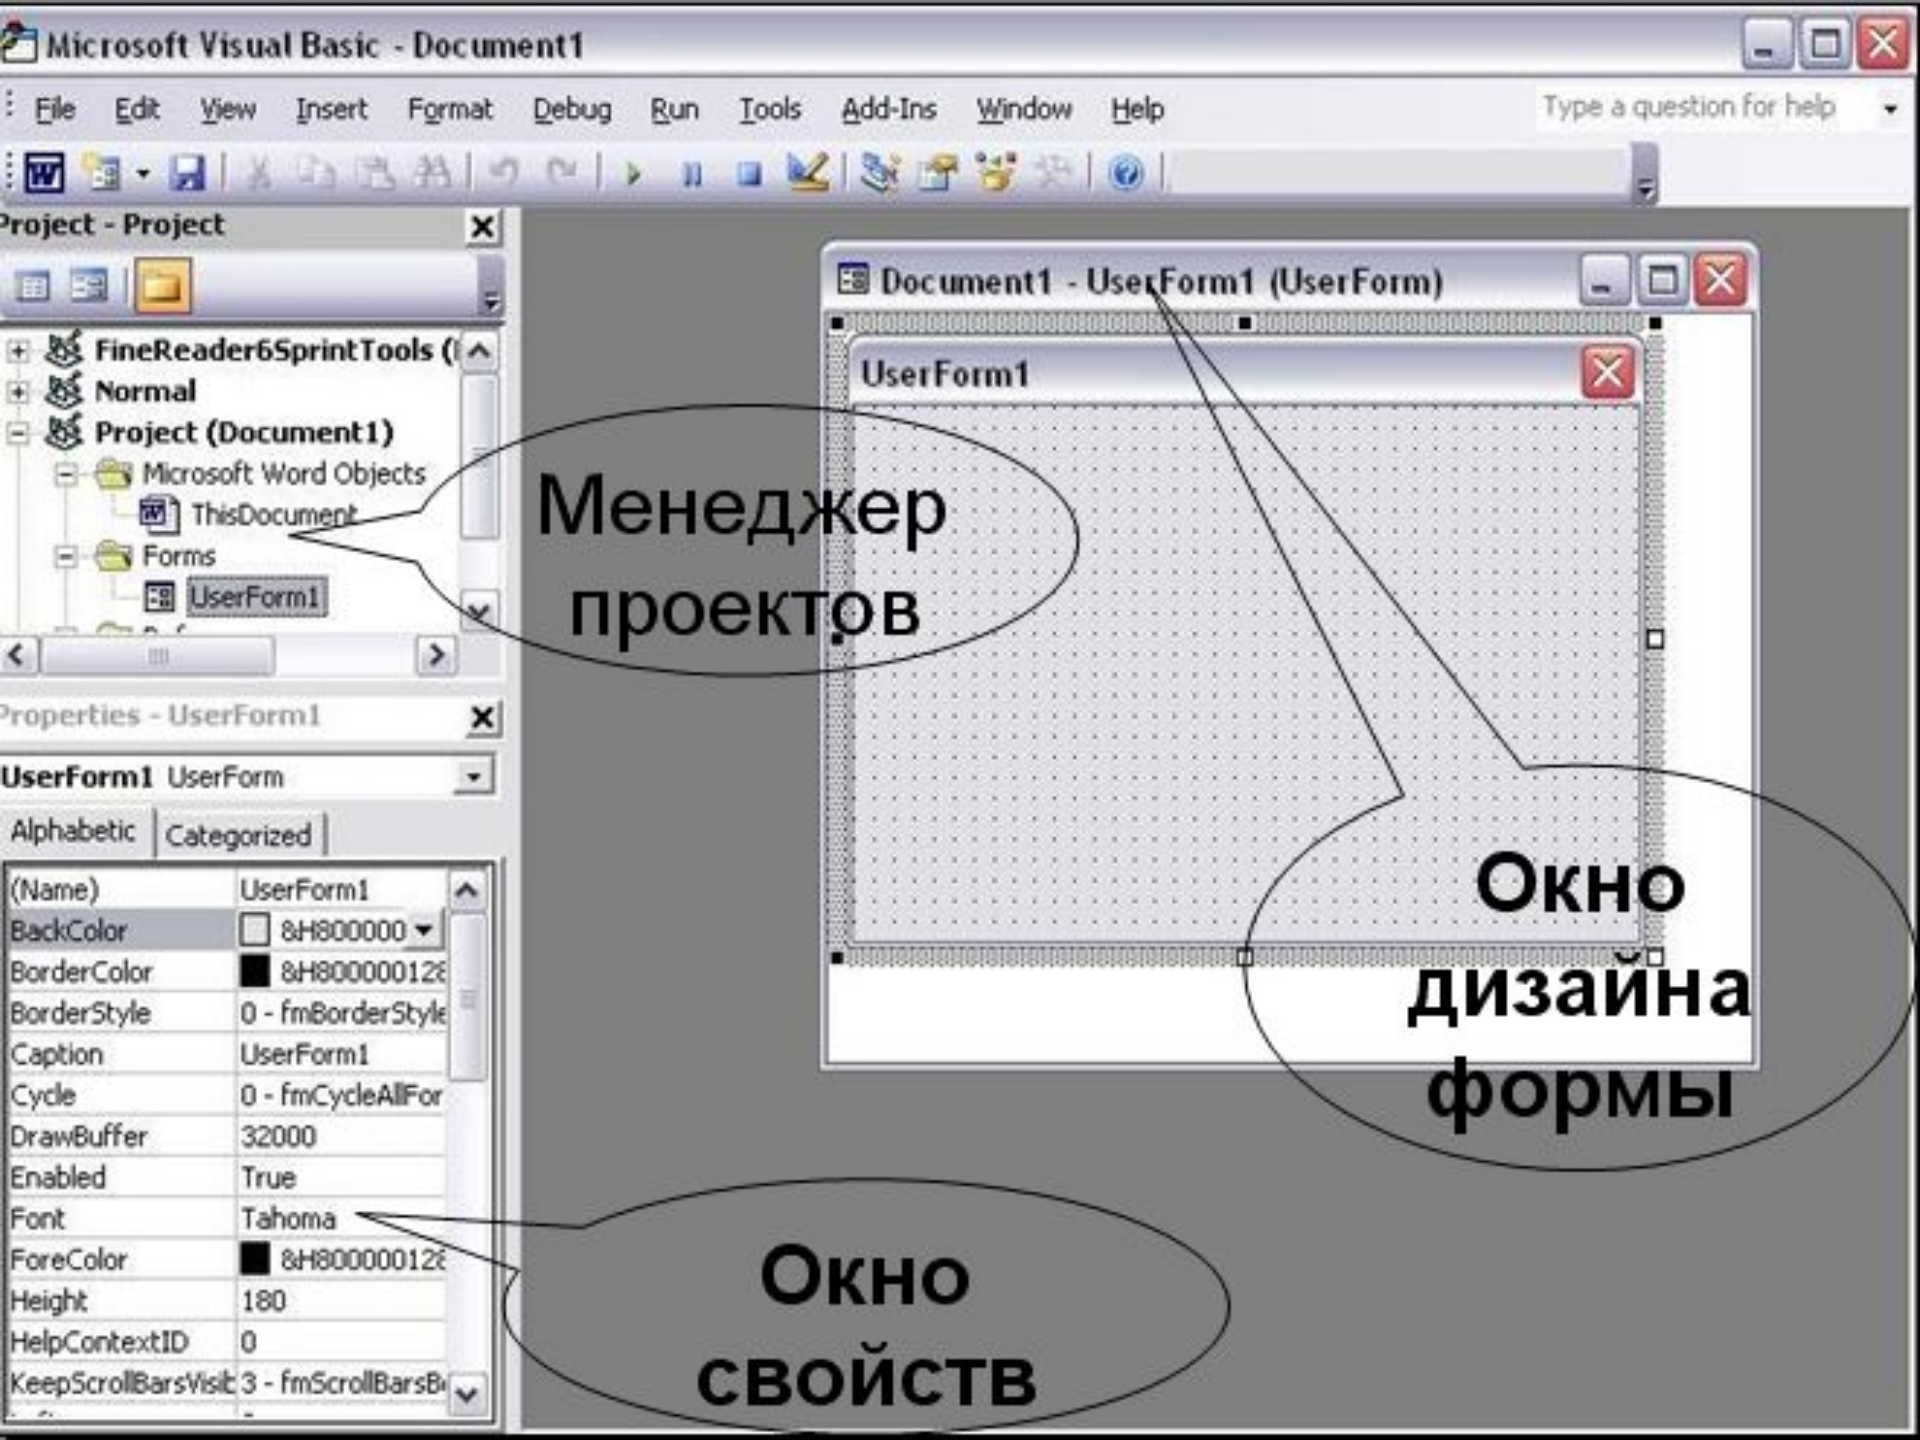 Microsoft Visual Basic - Document1
File Edit View Insert Format Debug Run Tools Add-Ins Window Help Type a question for help
Project - Project
FineReader6SprintTools (
Normal
Project (Document1)
Microsoft Word Objects
ThisDocument
Forms
UserForm1
Properties - UserForm1
UserForm1 UserForm
Alphabetic Categorized
(Name) UserForm1
BackColor &H800000
BorderColor &H80000012&
BorderStyle 0 - fmBorderStyle
Caption UserForm1
Cycle 0 - fmCycleAllFor
DrawBuffer 32000
Enabled True
Font Tahoma
ForeColor &H80000012&
Height 180
HelpContextID 0
KeepScrollBarsVisib 3 - fmScrollBarsB
Document1 - UserForm1 (UserForm)
UserForm1
Менеджер
проектов
Окно
дизайна
формы
Окно
свойств